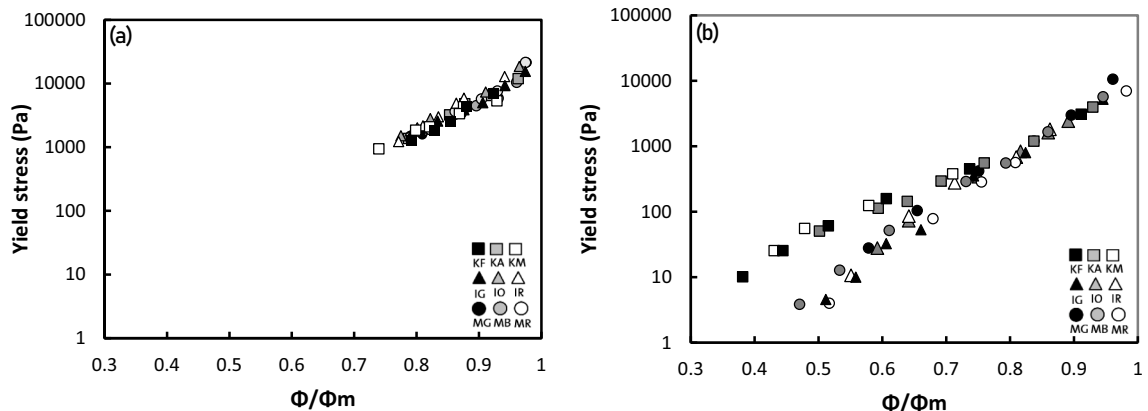 (a)
100000
10000
1000
100
10
1
Yield stress (Pa)
0.3 0.4 0.5 0.6 0.7 0.8 0.9 1
Φ/Φm
KF KA KM
IG IO IR
MG MB MR
(b)
100000
10000
1000
100
10
1
Yield stress (Pa)
0.3 0.4 0.5 0.6 0.7 0.8 0.9 1
Φ/Φm
KF KA KM
IG IO IR
MG MB MR